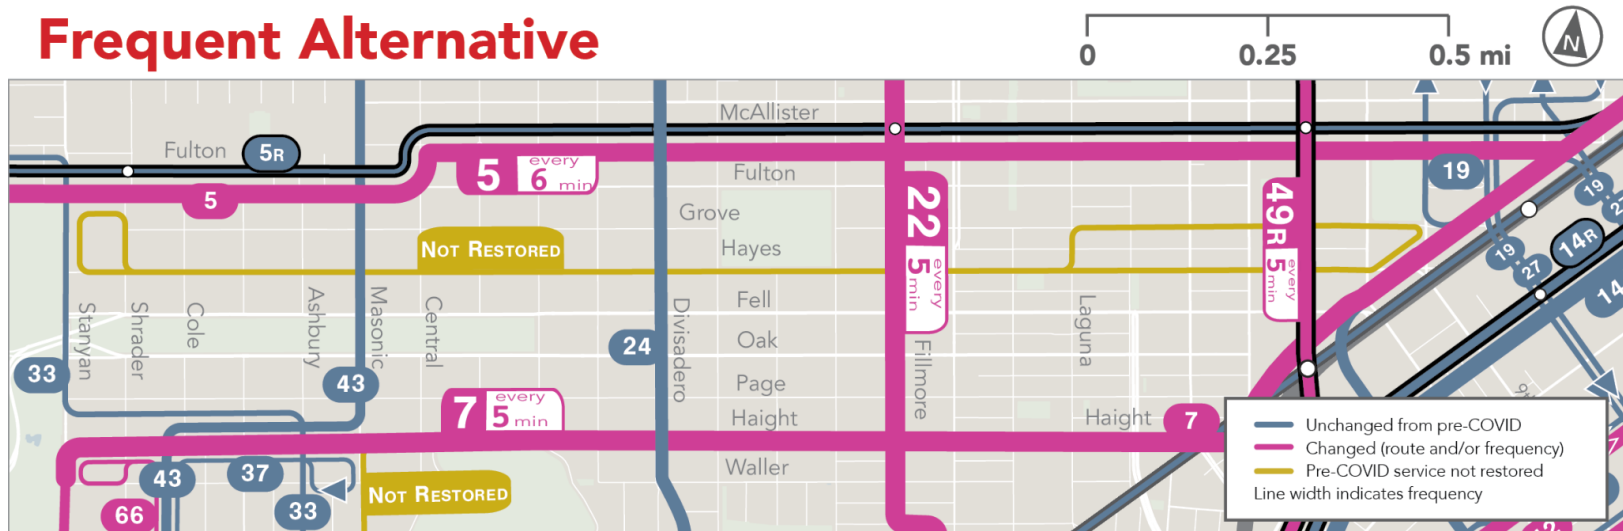 Frequent Alternative
0 0.25 0.5 mi
N
McAllister
Fulton
5R
5
5 every 6 min
Fulton
19
22 every 5 min
49R every 5 min
Grove
Hayes
NOT RESTORED
19
27
14R
19
27
14
Stanyan
Shrader
Cole
Ashbury
Masonic
Central
Divisadero
Fell
Oak
Page
Haight
Waller
Fillmore
Laguna
33
43
24
7 every 5 min
Haight
7
43
37
33
66
NOT RESTORED
Unchanged from pre-COVID
Changed (route and/or frequency)
Pre-COVID service not restored
Line width indicates frequency